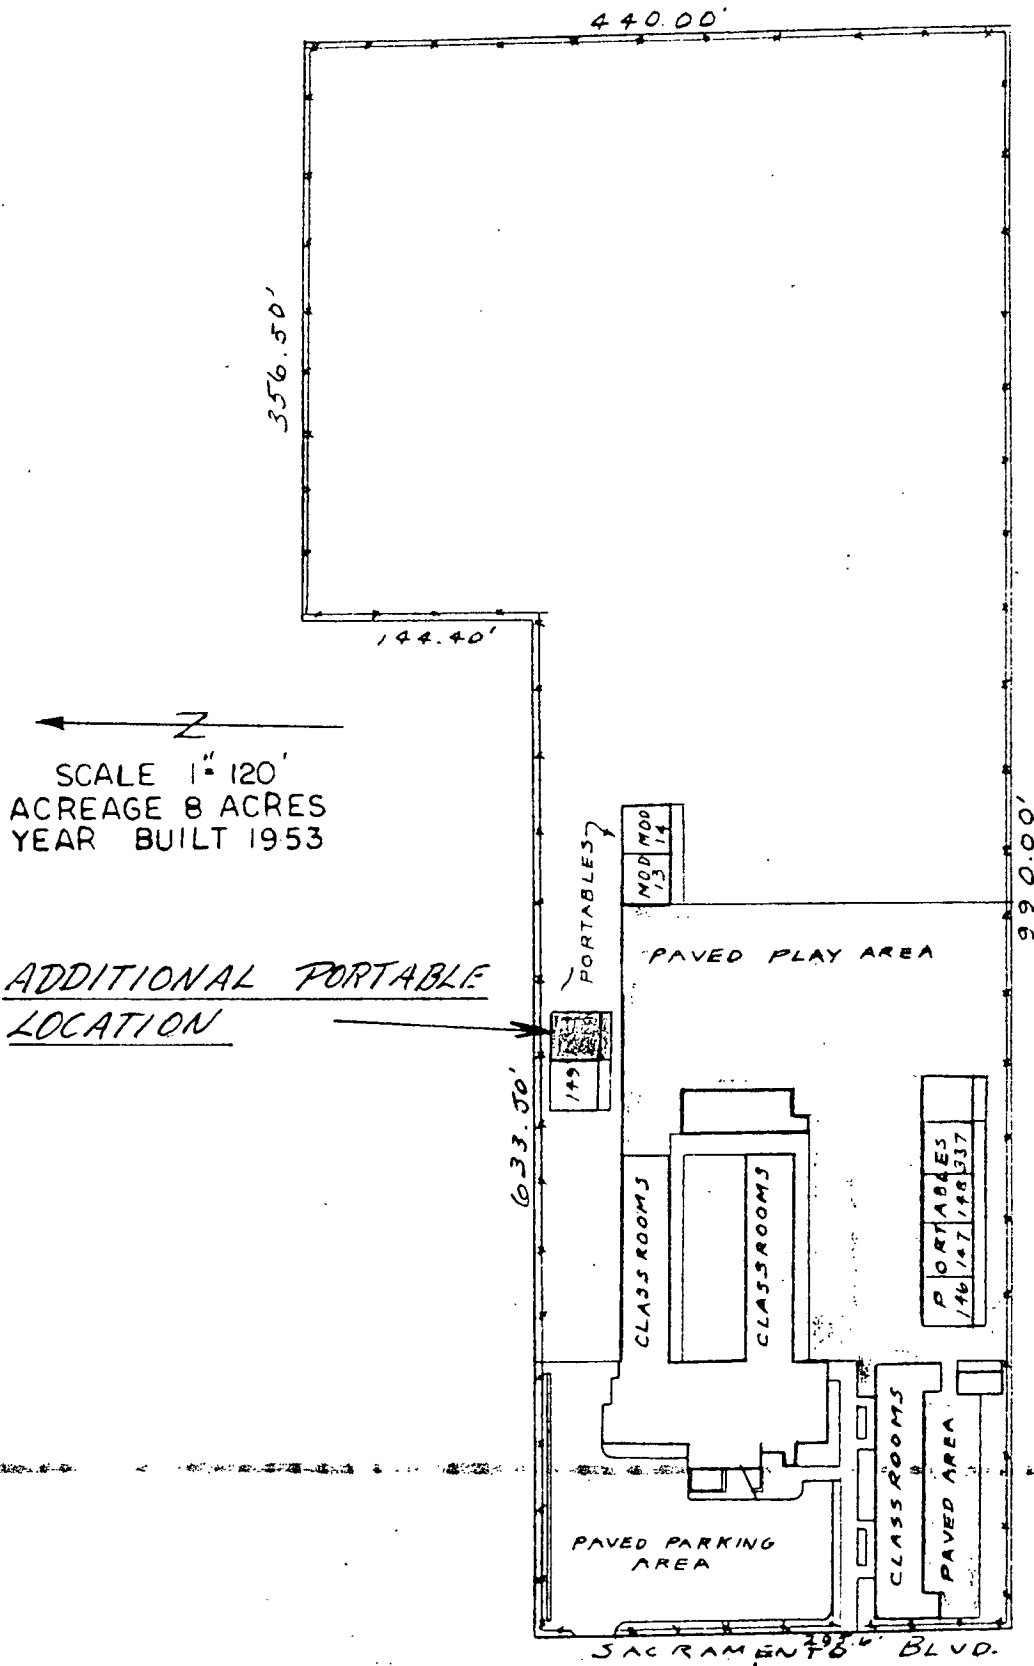 440.00'
356.50'
144.40'
N
SCALE 1"=120'
ACREAGE 8 ACRES
YEAR BUILT 1953
PORTABLES
MOD 13
MOD 14
990.00'
PAVED PLAY AREA
ADDITIONAL PORTABLE
LOCATION
149
633.50'
CLASSROOMS
CLASSROOMS
PORTABLES
146 147 148 337
CLASSROOMS
PAVED AREA
PAVED PARKING
AREA
SACRAMENTO BLVD.